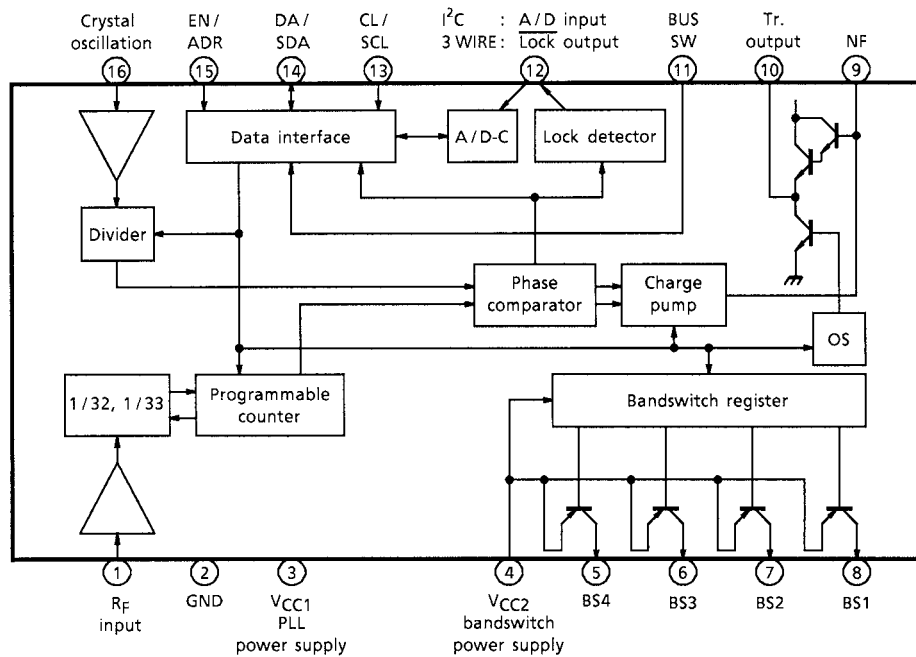 Crystal
oscillation
EN /
ADR
DA /
SDA
CL /
SCL
I²C : A / D input
3 WIRE : Lock output
BUS
SW
Tr.
output
NF
16
15
14
13
12
11
10
9
Data interface
A / D-C
Lock detector
Divider
Phase
comparator
Charge
pump
OS
1 / 32, 1 / 33
Programmable
counter
Bandswitch register
1
2
3
4
5
6
7
8
RF
input
GND
VCC1
PLL
power supply
VCC2
bandswitch
power supply
BS4
BS3
BS2
BS1